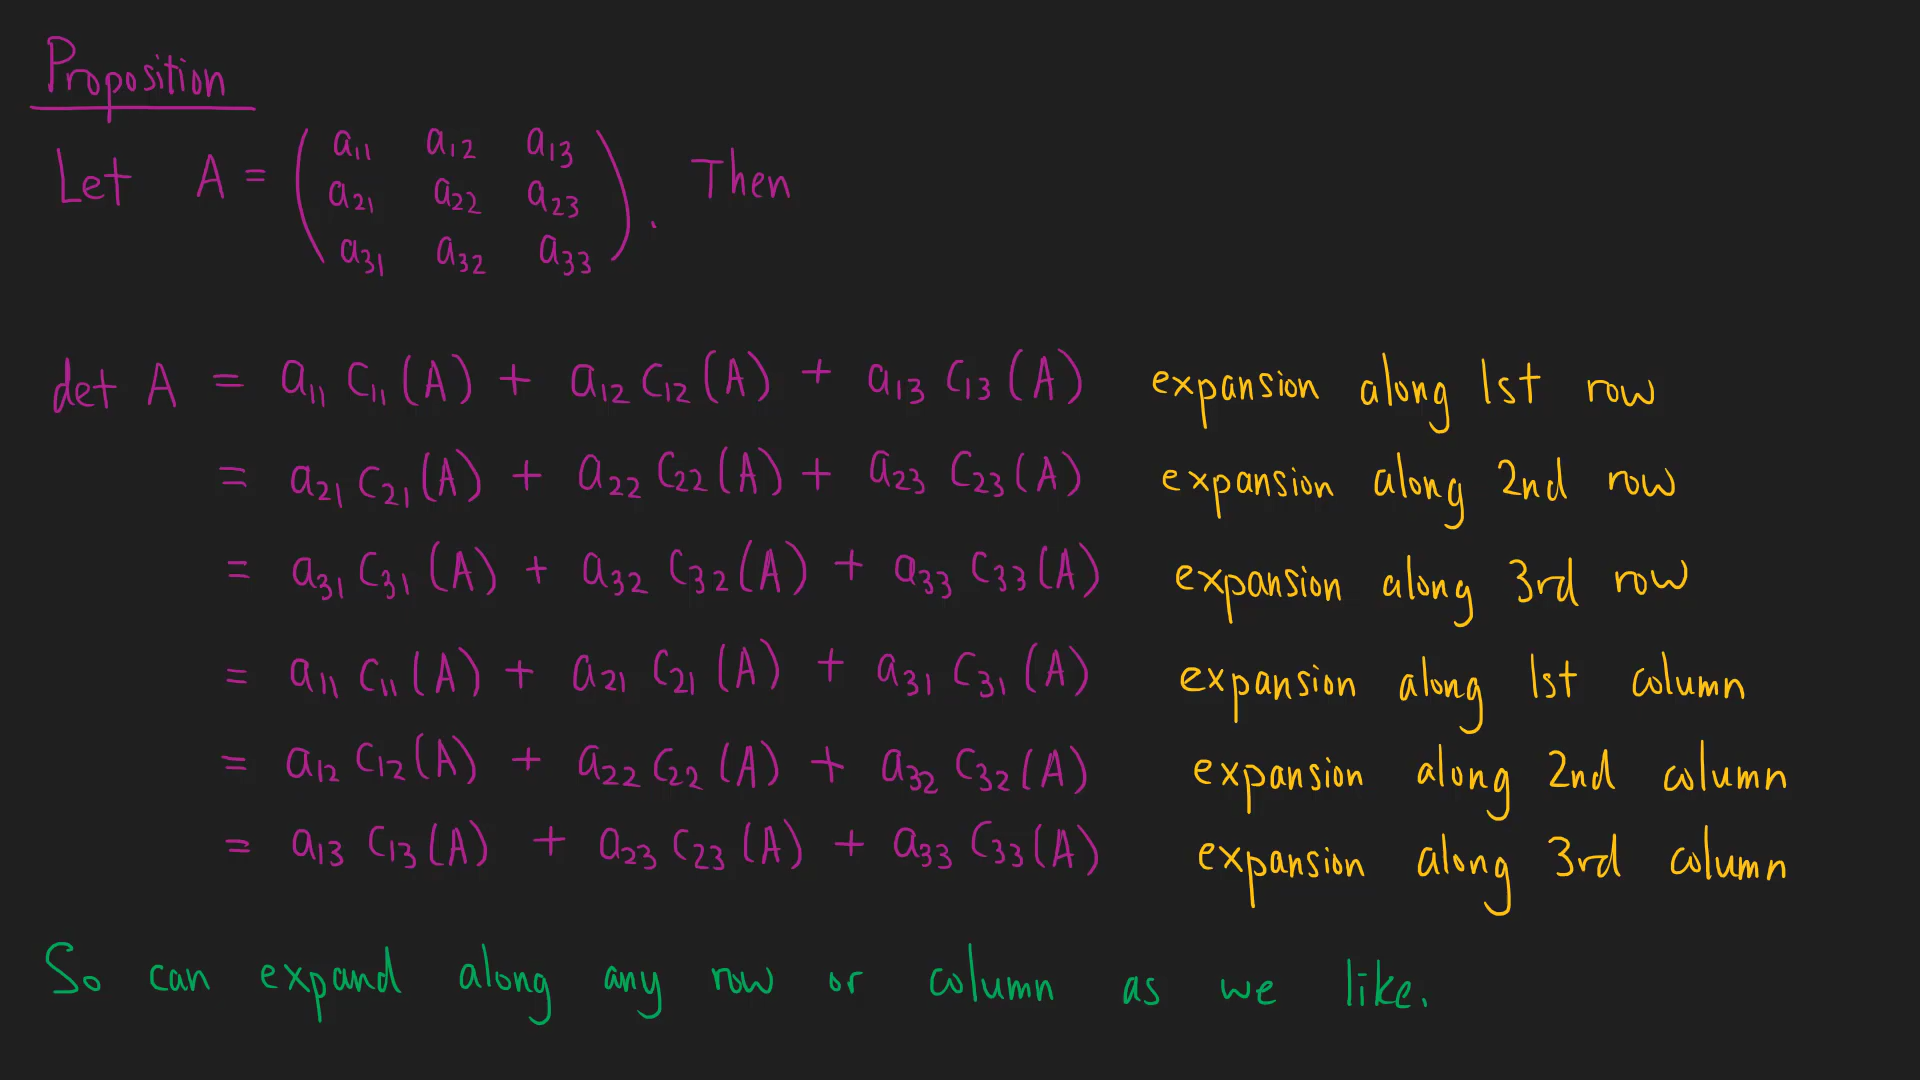 Proposition
Let A = ( a₁₁ a₁₂ a₁₃
a₂₁ a₂₂ a₂₃
a₃₁ a₃₂ a₃₃ ). Then
det A = a₁₁ C₁₁(A) + a₁₂ C₁₂(A) + a₁₃ C₁₃(A) expansion along 1st row
= a₂₁ C₂₁(A) + a₂₂ C₂₂(A) + a₂₃ C₂₃(A) expansion along 2nd row
= a₃₁ C₃₁(A) + a₃₂ C₃₂(A) + a₃₃ C₃₃(A) expansion along 3rd row
= a₁₁ C₁₁(A) + a₂₁ C₂₁(A) + a₃₁ C₃₁(A) expansion along 1st column
= a₁₂ C₁₂(A) + a₂₂ C₂₂(A) + a₃₂ C₃₂(A) expansion along 2nd column
= a₁₃ C₁₃(A) + a₂₃ C₂₃(A) + a₃₃ C₃₃(A) expansion along 3rd column
So can expand along any row or column as we like.